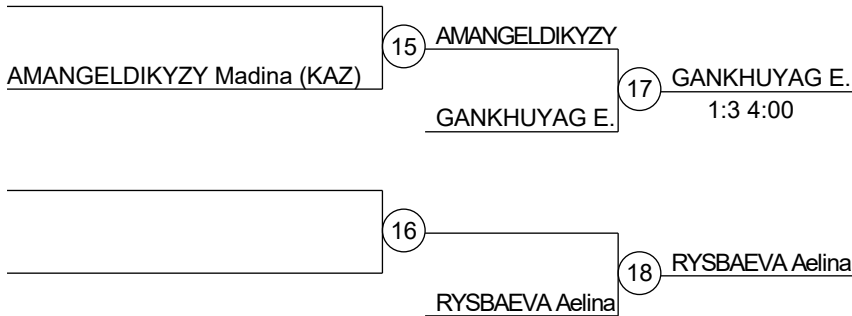 15
AMANGELDIKYZY
AMANGELDIKYZY Madina (KAZ)
17
GANKHUYAG E.
1:3 4:00
GANKHUYAG E.
16
18
RYSBAEVA Aelina
RYSBAEVA Aelina